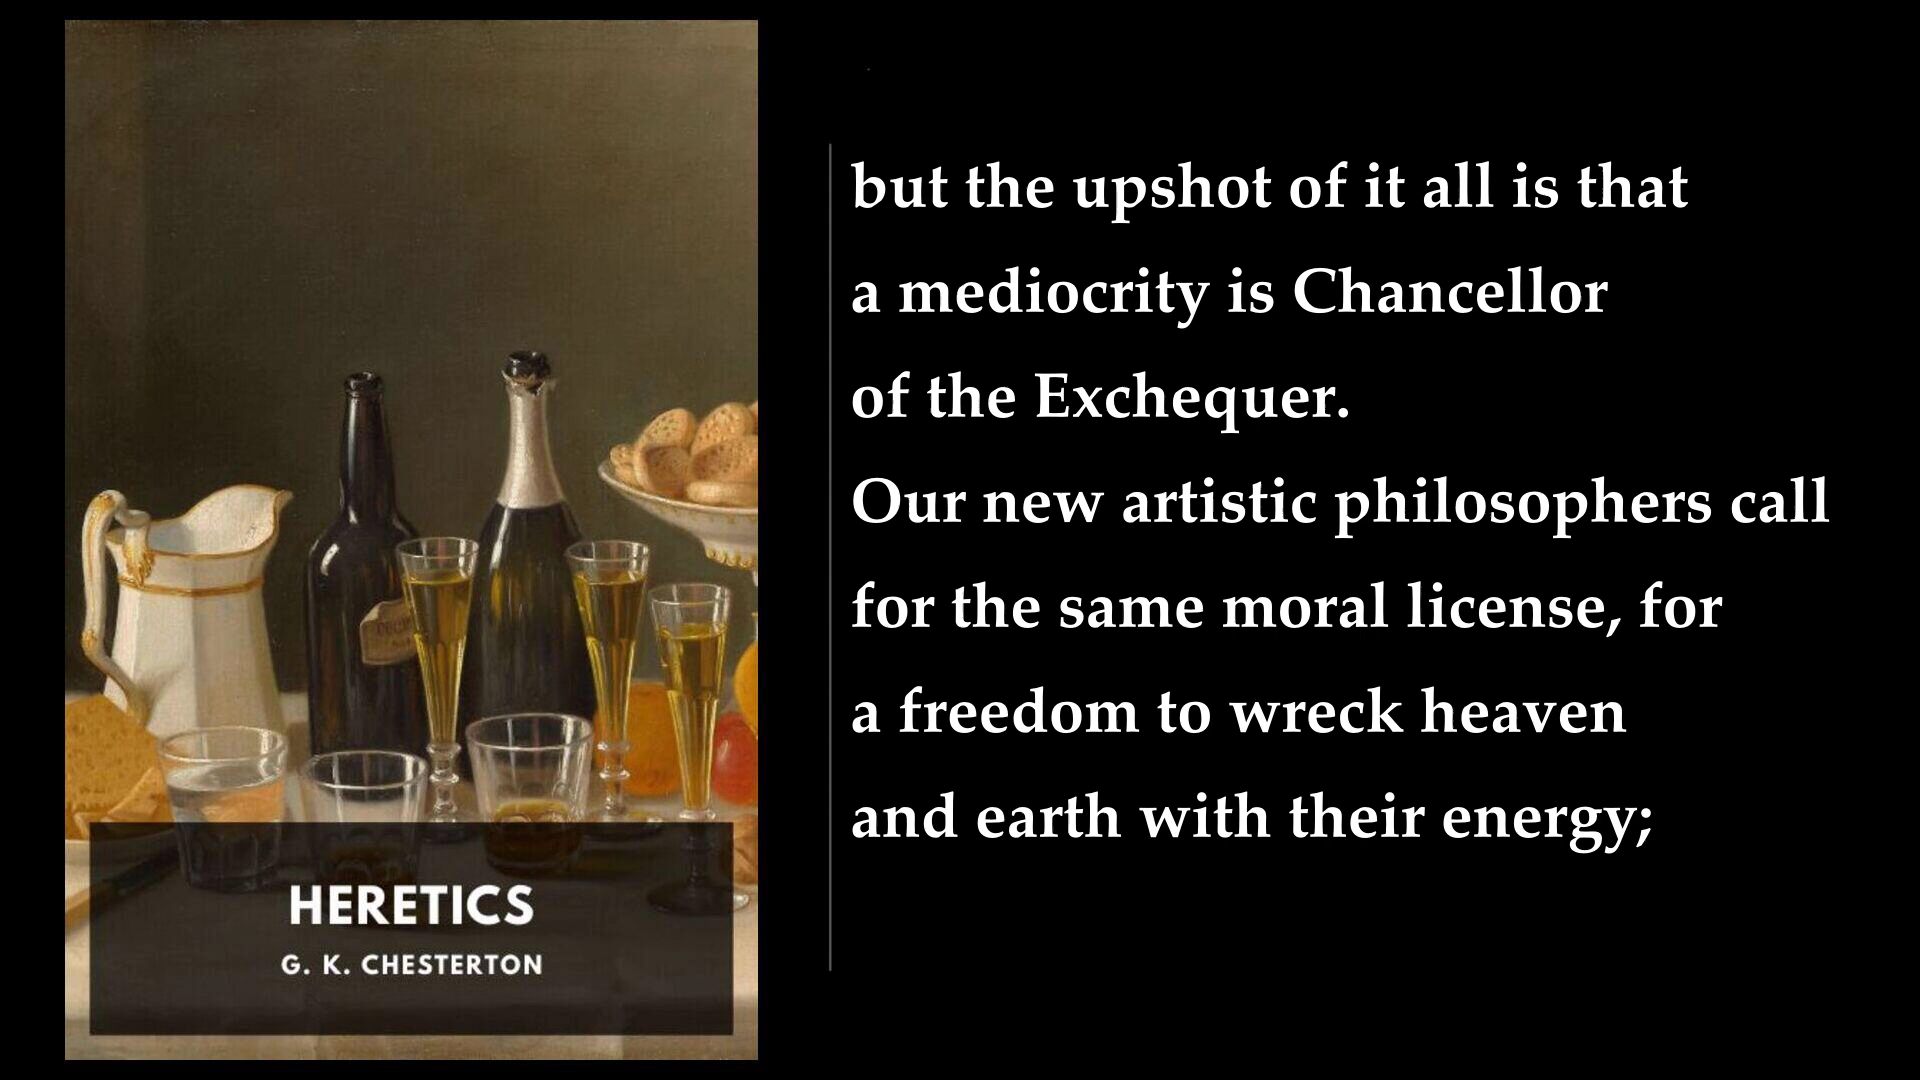 but the upshot of it all is that
a mediocrity is Chancellor
of the Exchequer.
Our new artistic philosophers call
for the same moral license, for
a freedom to wreck heaven
and earth with their energy;
HERETICS
G. K. CHESTERTON